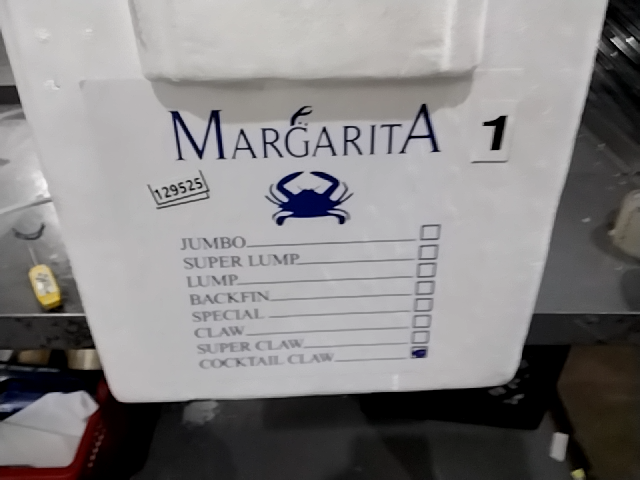 MARGARITA
1
129525
JUMBO
SUPER LUMP
LUMP
BACKFIN
SPECIAL
CLAW
SUPER CLAW
COCKTAIL CLAW